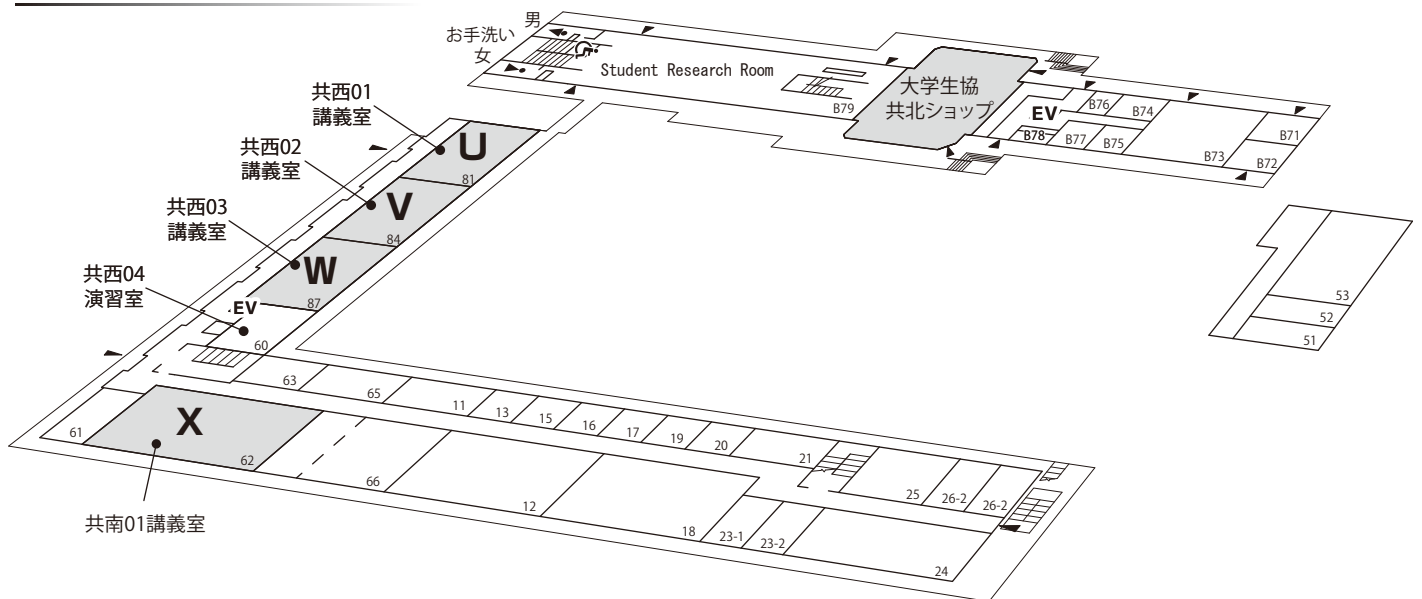 男
お手洗い
女
Student Research Room
B79
大学生協
共北ショップ
EV
B78
B76
B74
B77
B75
B73
B71
B72
共西01
講義室
U
81
共西02
講義室
V
84
共西03
講義室
W
87
共西04
演習室
EV
60
53
52
51
63
65
11
13
15
16
17
19
20
21
25
26-2
26-2
61
X
62
66
12
18
23-1
23-2
24
共南01講義室